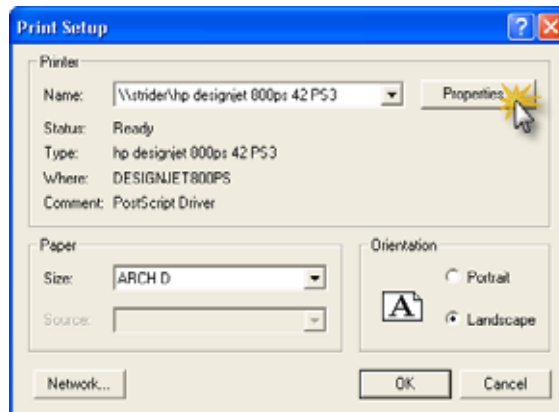 Print Setup
Printer
Name: \\strider\hp designjet 800ps 42 PS3 Properties
Status: Ready
Type: hp designjet 800ps 42 PS3
Where: DESIGNJET800PS
Comment: PostScript Driver
Paper
Size: ARCH D
Source:
Orientation
A
Portrait
Landscape
Network...
OK
Cancel